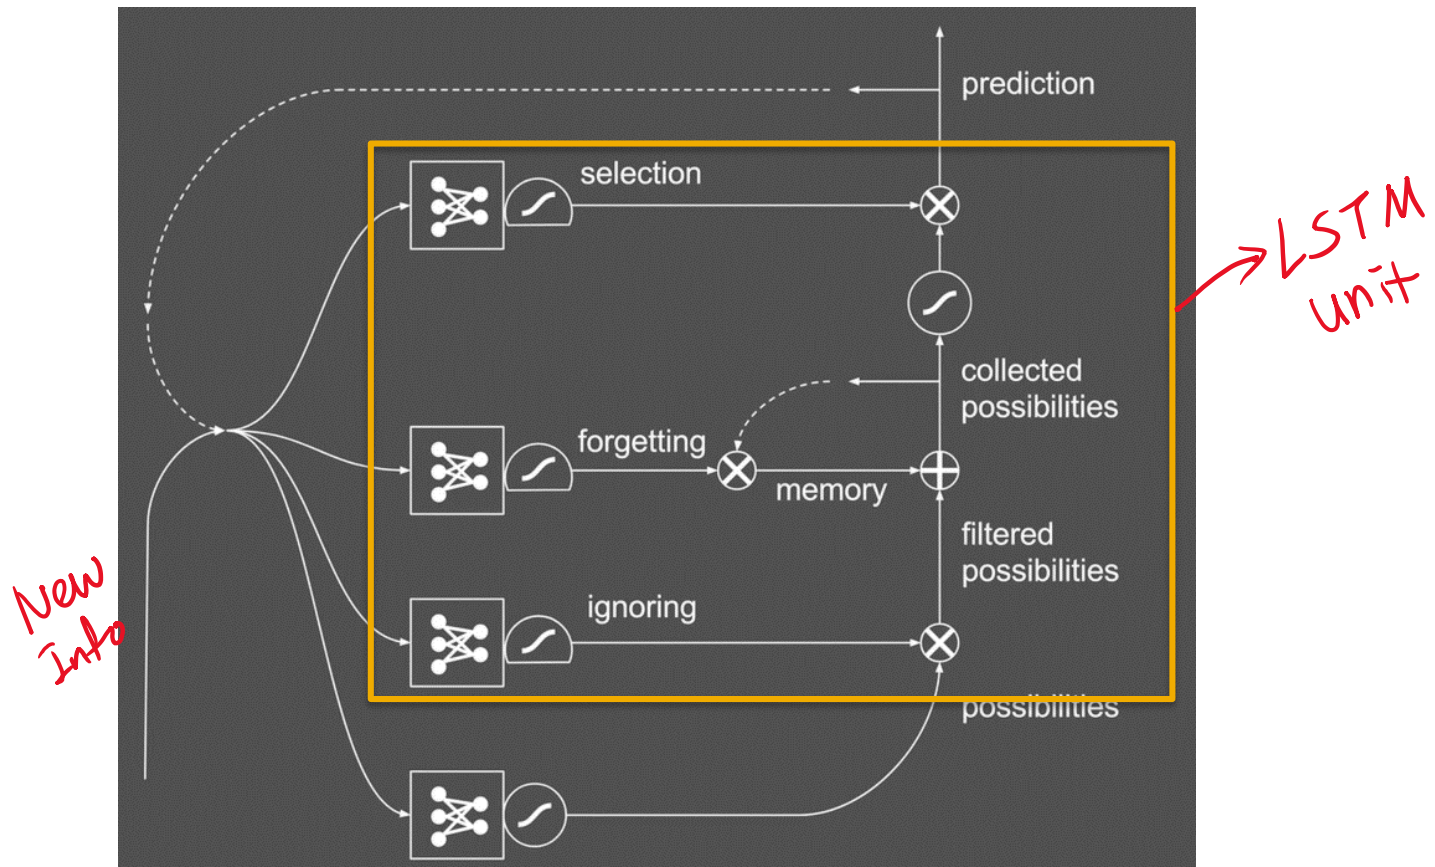 prediction
selection
LSTM
unit
collected
possibilities
forgetting
memory
filtered
possibilities
New
Info
ignoring
possibilities